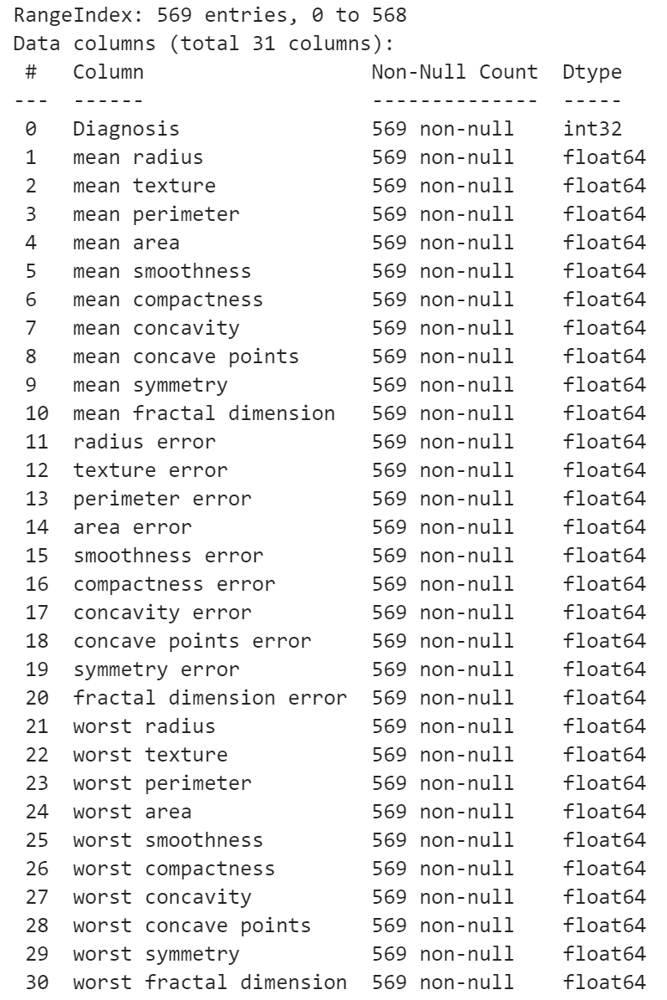 RangeIndex: 569 entries, 0 to 568
Data columns (total 31 columns):
 #   Column                   Non-Null Count  Dtype
---  ------                   --------------  -----
 0   Diagnosis                569 non-null    int32
 1   mean radius              569 non-null    float64
 2   mean texture             569 non-null    float64
 3   mean perimeter           569 non-null    float64
 4   mean area                569 non-null    float64
 5   mean smoothness          569 non-null    float64
 6   mean compactness         569 non-null    float64
 7   mean concavity           569 non-null    float64
 8   mean concave points      569 non-null    float64
 9   mean symmetry            569 non-null    float64
 10  mean fractal dimension   569 non-null    float64
 11  radius error             569 non-null    float64
 12  texture error            569 non-null    float64
 13  perimeter error          569 non-null    float64
 14  area error               569 non-null    float64
 15  smoothness error         569 non-null    float64
 16  compactness error        569 non-null    float64
 17  concavity error          569 non-null    float64
 18  concave points error     569 non-null    float64
 19  symmetry error           569 non-null    float64
 20  fractal dimension error  569 non-null    float64
 21  worst radius             569 non-null    float64
 22  worst texture            569 non-null    float64
 23  worst perimeter          569 non-null    float64
 24  worst area               569 non-null    float64
 25  worst smoothness         569 non-null    float64
 26  worst compactness        569 non-null    float64
 27  worst concavity          569 non-null    float64
 28  worst concave points     569 non-null    float64
 29  worst symmetry           569 non-null    float64
 30  worst fractal dimension  569 non-null    float64